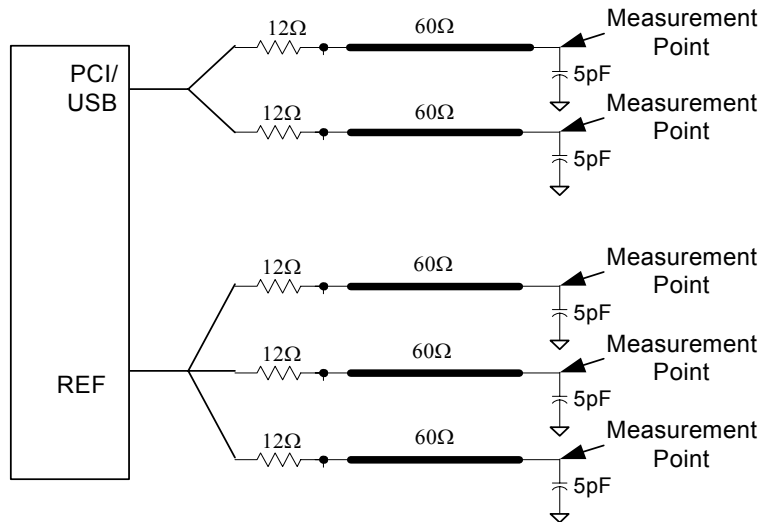 12Ω
60Ω
Measurement
Point
5pF
PCI/
USB
12Ω
60Ω
Measurement
Point
5pF
12Ω
60Ω
Measurement
Point
5pF
REF
12Ω
60Ω
Measurement
Point
5pF
12Ω
60Ω
Measurement
Point
5pF